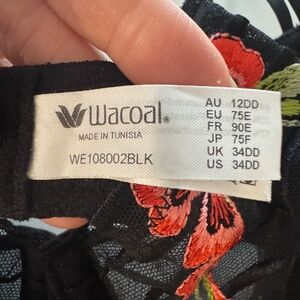 Wacoal®
MADE IN TUNISIA
WE108002BLK
AU 12DD
EU 75E
FR 90E
JP 75F
UK 34DD
US 34DD